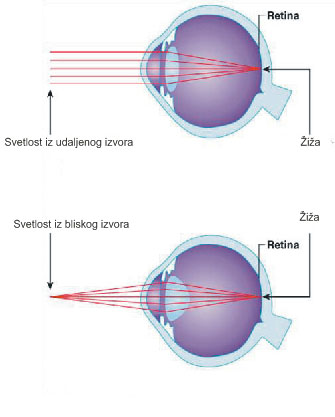 Retina
Svetlost iz udaljenog izvora
Žiža
Žiža
Svetlost iz bliskog izvora
Retina